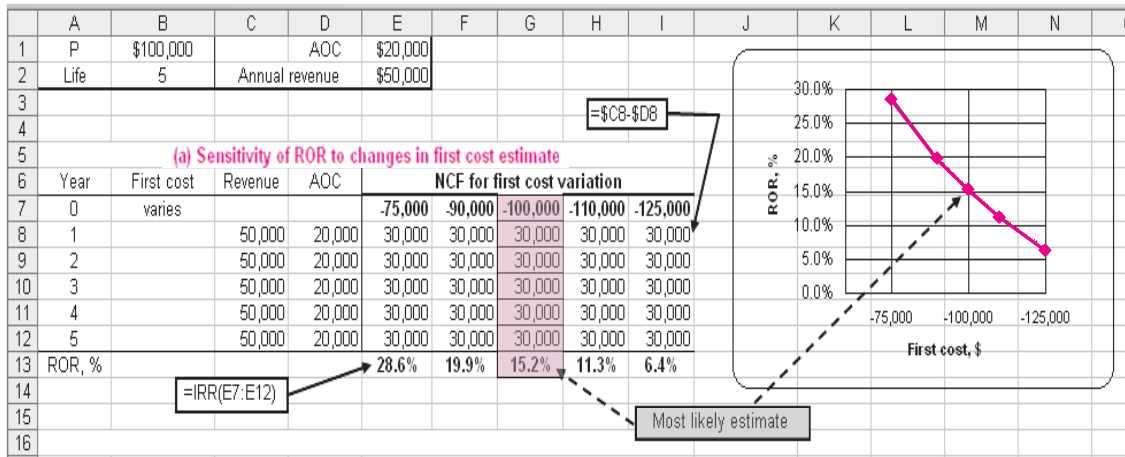 A B C D E F G H I J K L M N
1 P $100,000 AOC $20,000
2 Life 5 Annual revenue $50,000
3
4
=$C8-$D8
5 (a) Sensitivity of ROR to changes in first cost estimate
6 Year First cost Revenue AOC NCF for first cost variation
7 0 varies -75,000 -90,000 -100,000 -110,000 -125,000
8 1 50,000 20,000 30,000 30,000 30,000 30,000 30,000
9 2 50,000 20,000 30,000 30,000 30,000 30,000 30,000
10 3 50,000 20,000 30,000 30,000 30,000 30,000 30,000
11 4 50,000 20,000 30,000 30,000 30,000 30,000 30,000
12 5 50,000 20,000 30,000 30,000 30,000 30,000 30,000
13 ROR, % 28.6% 19.9% 15.2% 11.3% 6.4%
14
=IRR(E7:E12)
15
Most likely estimate
16
ROR, %
30.0%
25.0%
20.0%
15.0%
10.0%
5.0%
0.0%
-75,000 -100,000 -125,000
First cost, $